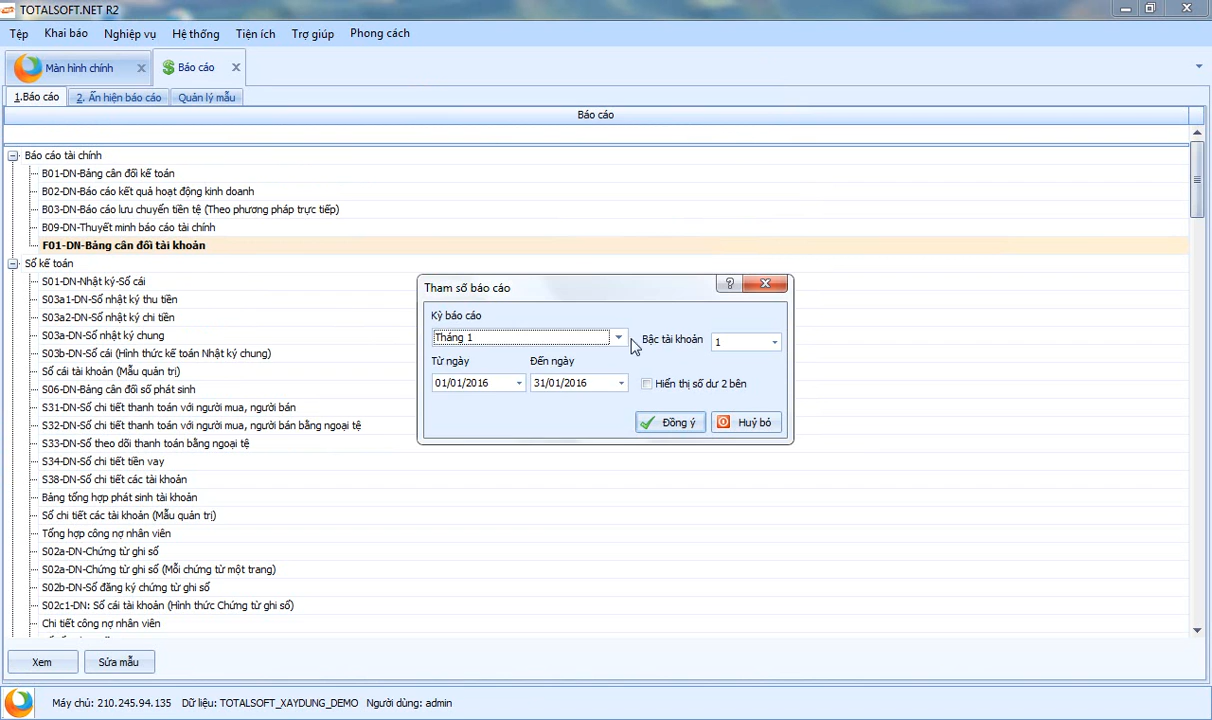 TOTALSOFT.NET R2
Tệp Khai báo Nghiệp vụ Hệ thống Tiện ích Trợ giúp Phong cách
Màn hình chính Báo cáo
1.Báo cáo 2. Ẩn hiện báo cáo Quản lý mẫu
Báo cáo
Báo cáo tài chính
B01-DN-Bảng cân đối kế toán
B02-DN-Báo cáo kết quả hoạt động kinh doanh
B03-DN-Báo cáo lưu chuyển tiền tệ (Theo phương pháp trực tiếp)
B09-DN-Thuyết minh báo cáo tài chính
F01-DN-Bảng cân đối tài khoản
Sổ kế toán
S01-DN-Nhật ký-Sổ cái
S03a1-DN-Sổ nhật ký thu tiền
S03a2-DN-Sổ nhật ký chi tiền
S03a-DN-Sổ nhật ký chung
S03b-DN-Sổ cái (Hình thức kế toán Nhật ký chung)
Sổ cái tài khoản (Mẫu quản trị)
S06-DN-Bảng cân đối số phát sinh
S31-DN-Sổ chi tiết thanh toán với người mua, người bán
S32-DN-Sổ chi tiết thanh toán với người mua, người bán bằng ngoại tệ
S33-DN-Sổ theo dõi thanh toán bằng ngoại tệ
S34-DN-Sổ chi tiết tiền vay
S38-DN-Sổ chi tiết các tài khoản
Bảng tổng hợp phát sinh tài khoản
Sổ chi tiết các tài khoản (Mẫu quản trị)
Tổng hợp công nợ nhân viên
S02a-DN-Chứng từ ghi sổ
S02a-DN-Chứng từ ghi sổ (Mỗi chứng từ một trang)
S02b-DN-Sổ đăng ký chứng từ ghi sổ
S02c1-DN: Sổ cái tài khoản (Hình thức Chứng từ ghi sổ)
Chi tiết công nợ nhân viên
Tham số báo cáo
Kỳ báo cáo
Tháng 1 Bậc tài khoản 1
Từ ngày Đến ngày
01/01/2016 31/01/2016 Hiển thị số dư 2 bên
Đồng ý Huỷ bỏ
Xem Sửa mẫu
Máy chủ: 210.245.94.135 Dữ liệu: TOTALSOFT_XAYDUNG_DEMO Người dùng: admin